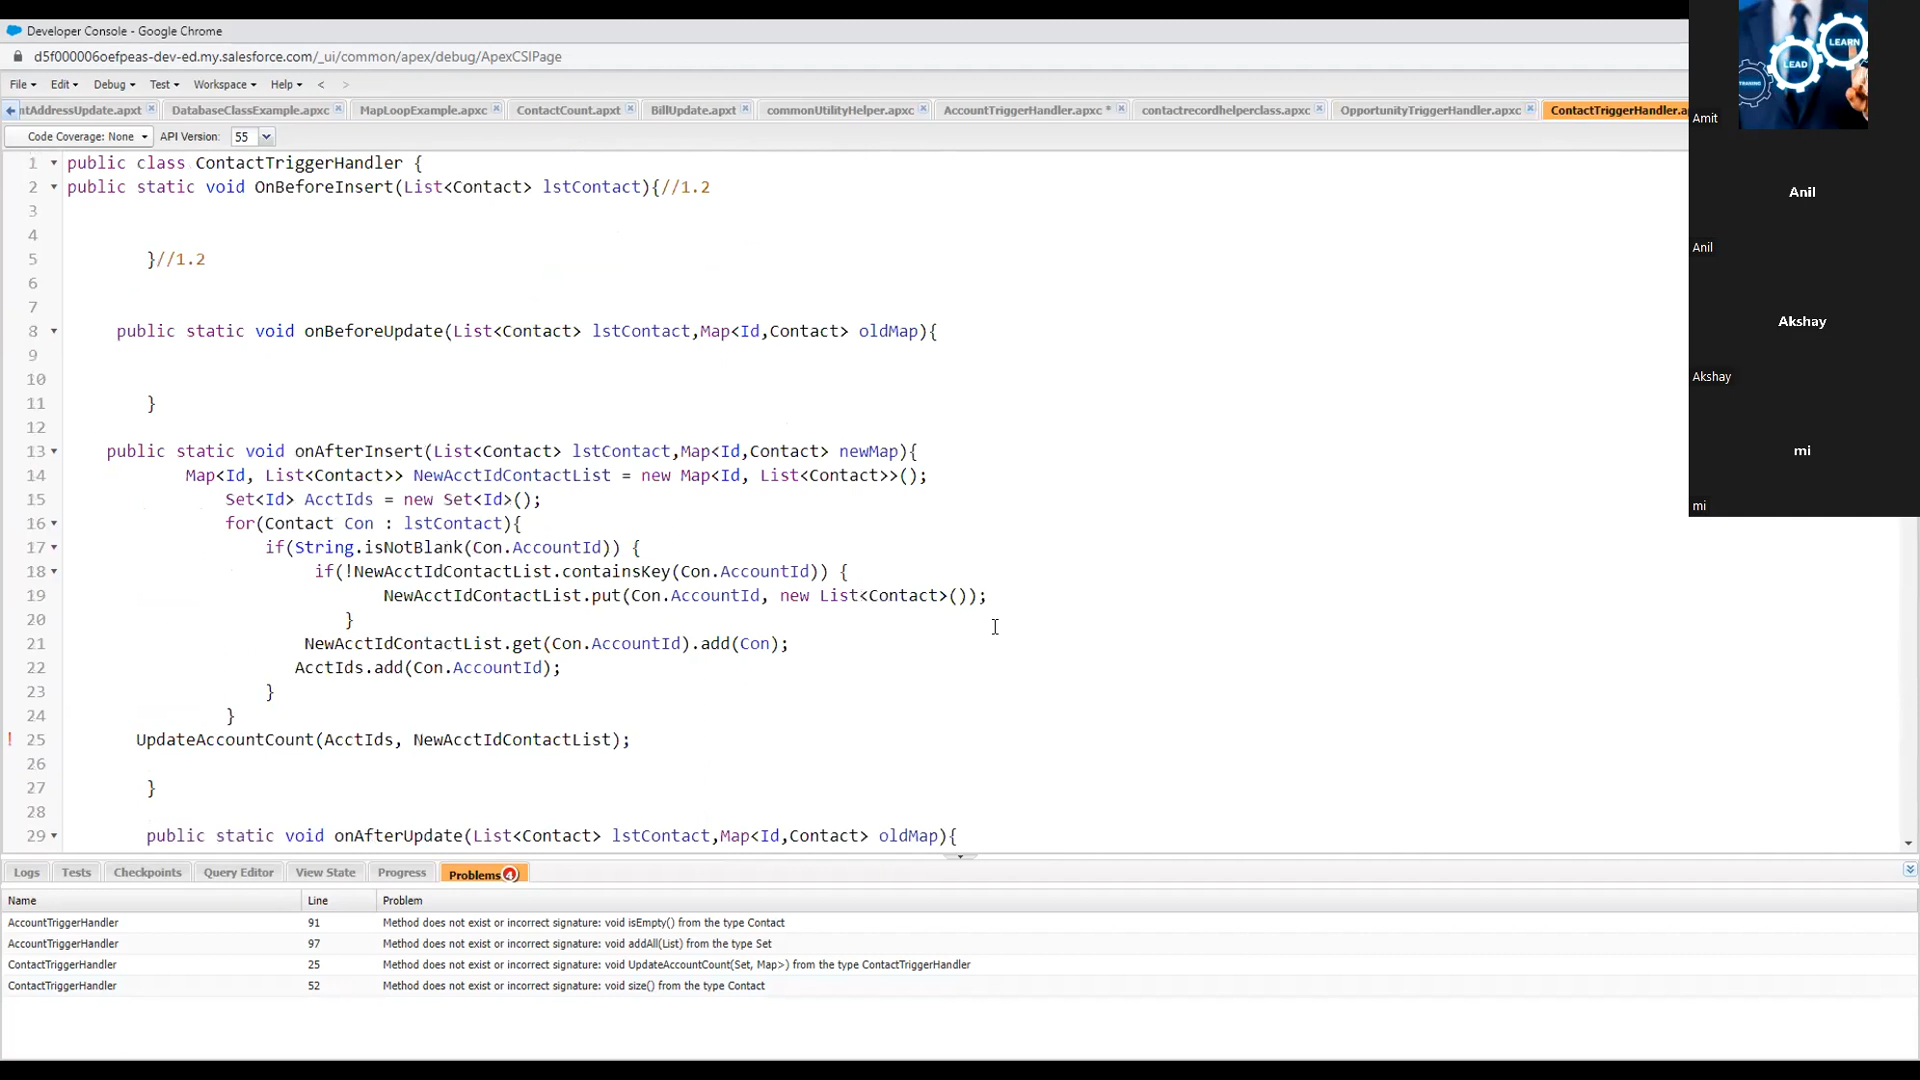 Developer Console - Google Chrome
d5f000006oefpeas-dev-ed.my.salesforce.com/_ui/common/apex/debug/ApexCSIPage
File Edit Debug Test Workspace Help < >
ntAddressUpdate.apxt DatabaseClassExample.apxc MapLoopExample.apxc ContactCount.apxt BillUpdate.apxt commonUtilityHelper.apxc AccountTriggerHandler.apxc * contactrecordhelperclass.apxc OpportunityTriggerHandler.apxc ContactTriggerHandler.ap
Code Coverage: None API Version: 55
1 public class ContactTriggerHandler {
2 public static void OnBeforeInsert(List<Contact> lstContact){//1.2
3
4
5 }//1.2
6
7
8 public static void onBeforeUpdate(List<Contact> lstContact,Map<Id,Contact> oldMap){
9
10
11 }
12
13 public static void onAfterInsert(List<Contact> lstContact,Map<Id,Contact> newMap){
14 Map<Id, List<Contact>> NewAcctIdContactList = new Map<Id, List<Contact>>();
15 Set<Id> AcctIds = new Set<Id>();
16 for(Contact Con : lstContact){
17 if(String.isNotBlank(Con.AccountId)) {
18 if(!NewAcctIdContactList.containsKey(Con.AccountId)) {
19 NewAcctIdContactList.put(Con.AccountId, new List<Contact>());
20 }
21 NewAcctIdContactList.get(Con.AccountId).add(Con);
22 AcctIds.add(Con.AccountId);
23 }
24 }
! 25 UpdateAccountCount(AcctIds, NewAcctIdContactList);
26
27 }
28
29 public static void onAfterUpdate(List<Contact> lstContact,Map<Id,Contact> oldMap){
Logs Tests Checkpoints Query Editor View State Progress Problems 4
Name Line Problem
AccountTriggerHandler 91 Method does not exist or incorrect signature: void isEmpty() from the type Contact
AccountTriggerHandler 97 Method does not exist or incorrect signature: void addAll(List) from the type Set
ContactTriggerHandler 25 Method does not exist or incorrect signature: void UpdateAccountCount(Set, Map>) from the type ContactTriggerHandler
ContactTriggerHandler 52 Method does not exist or incorrect signature: void size() from the type Contact
LEARN
LEAD
Amit
Anil
Anil
Akshay
Akshay
mi
mi